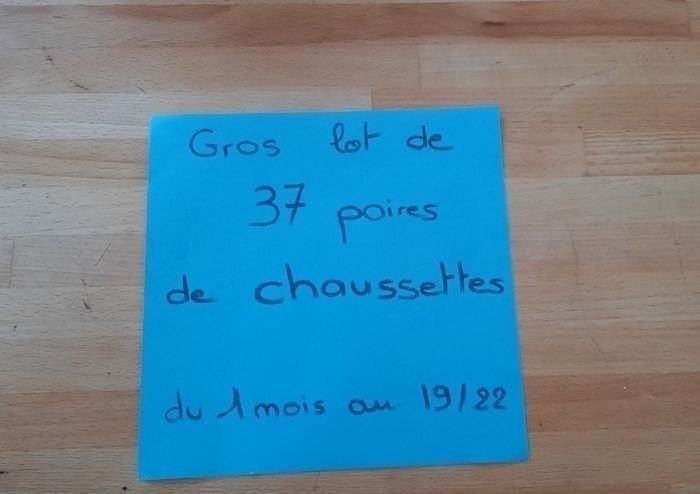 Gros lot de
37 paires
de chaussettes
du 1 mois au 19/22